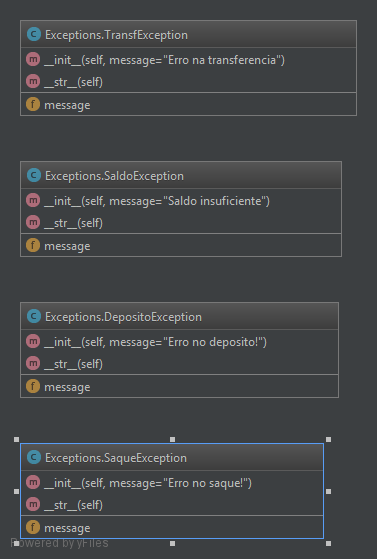 C Exceptions.TransfException
m __init__(self, message="Erro na transferencia")
m __str__(self)
f message
C Exceptions.SaldoException
m __init__(self, message="Saldo insuficiente")
m __str__(self)
f message
C Exceptions.DepositoException
m __init__(self, message="Erro no deposito!")
m __str__(self)
f message
C Exceptions.SaqueException
m __init__(self, message="Erro no saque!")
m __str__(self)
f message
Powered by yFiles